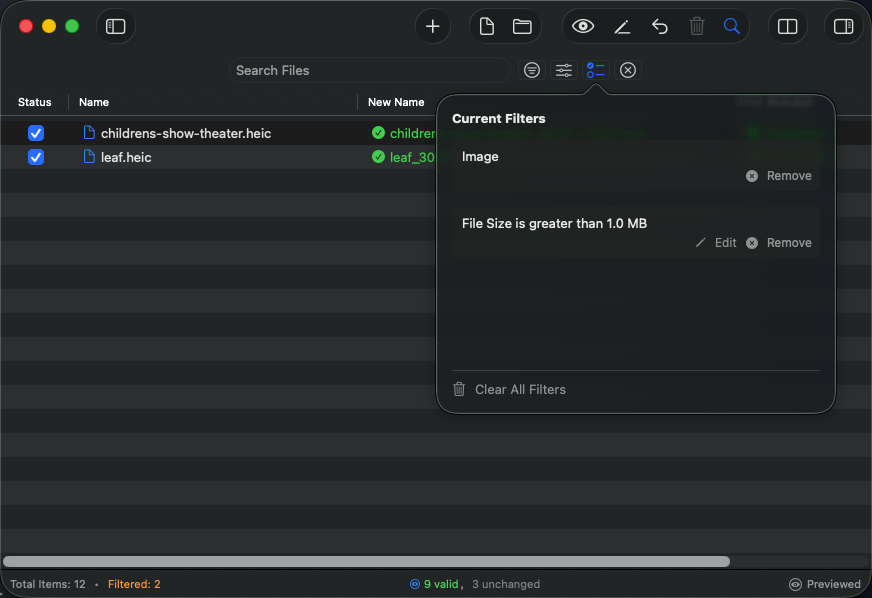 Search Files
Status Name New Name
Current Filters
childrens-show-theater.heic
Image
leaf.heic leaf_30
Remove
File Size is greater than 1.0 MB
Edit Remove
Clear All Filters
Total Items: 12 • Filtered: 2 9 valid, 3 unchanged Previewed